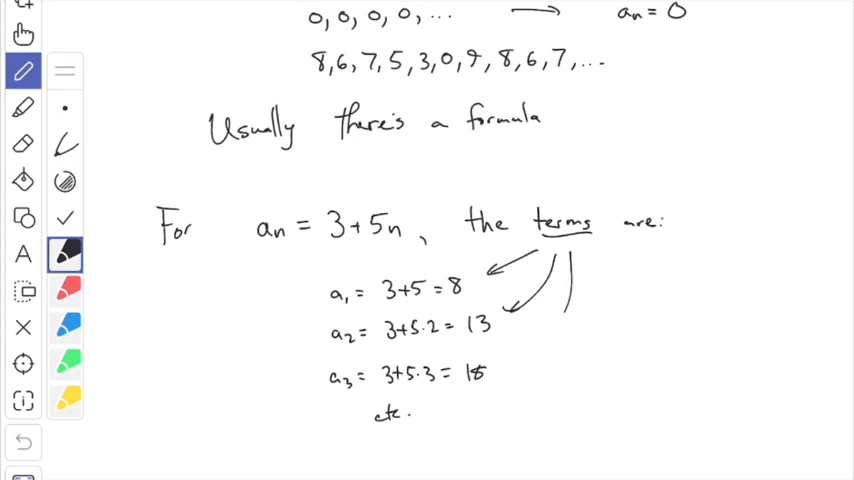 0, 0, 0, 0, ... ⟶ aₙ = 0
8, 6, 7, 5, 3, 0, 9, 8, 6, 7, ...
Usually there's a formula
For aₙ = 3+5n, the terms are:
a₁ = 3+5 = 8
a₂ = 3+5·2 = 13
a₃ = 3+5·3 = 18
etc.